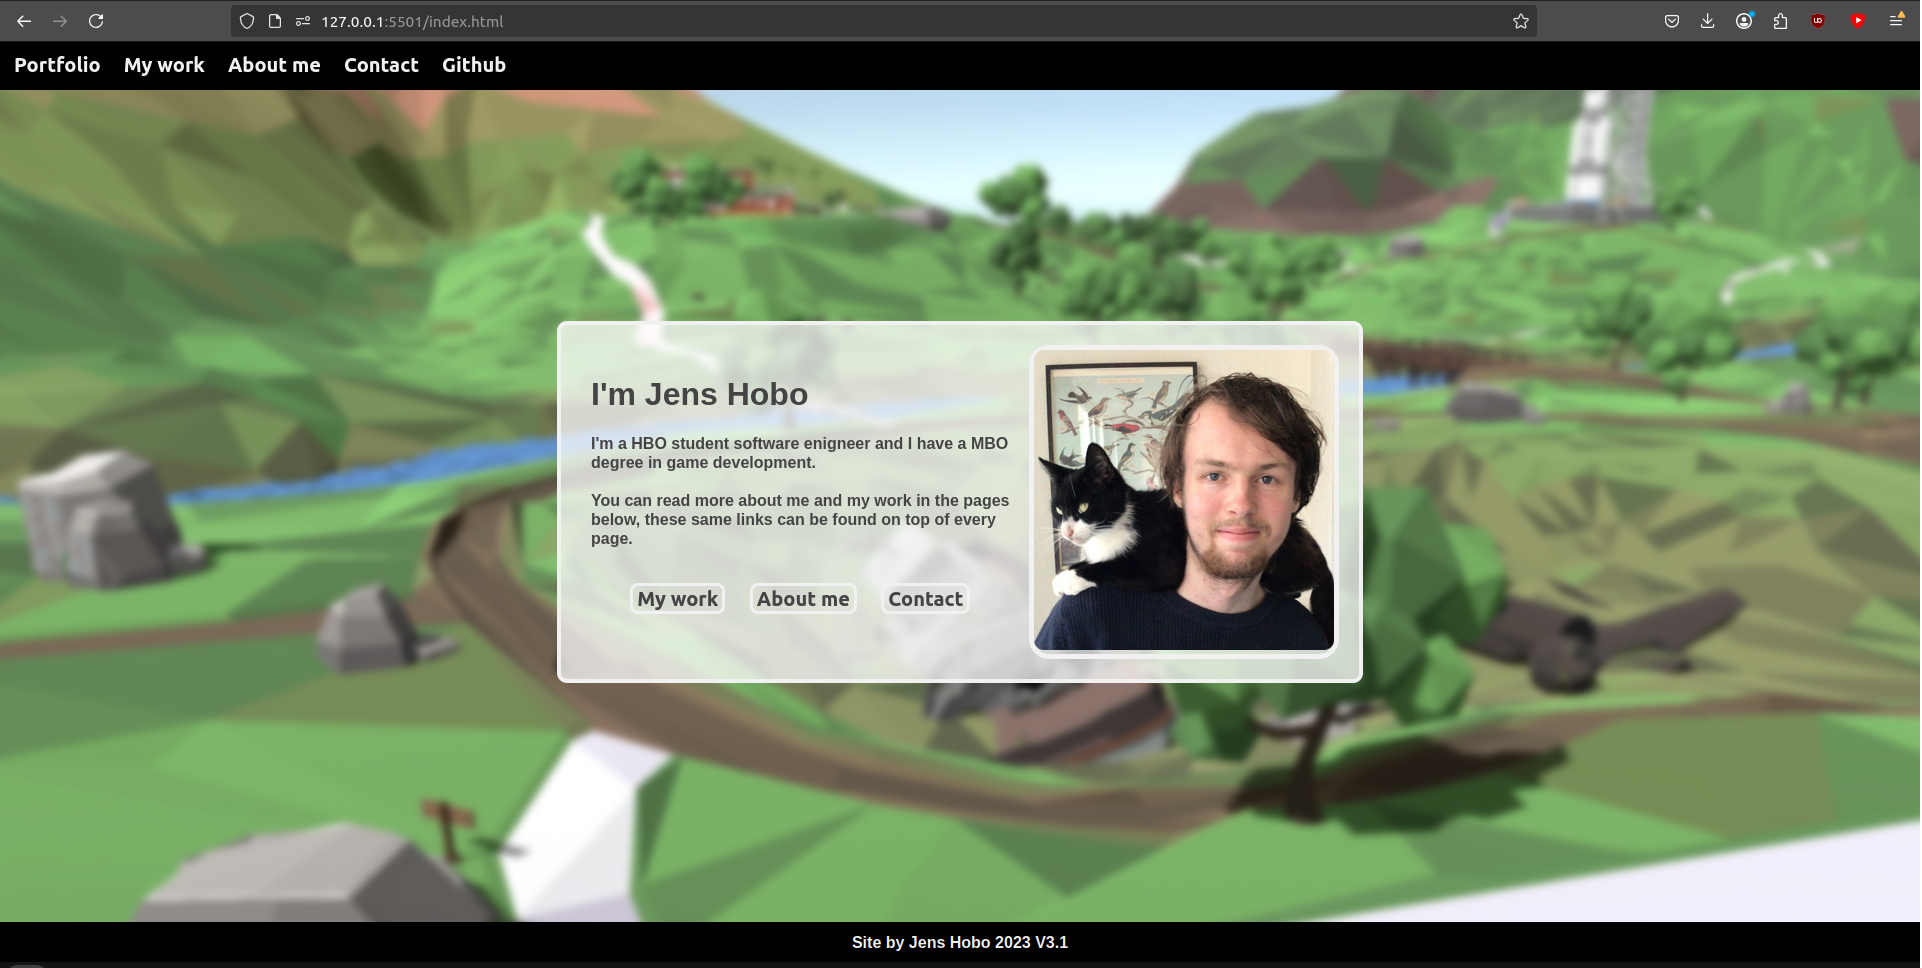 127.0.0.1:5501/index.html
Portfolio My work About me Contact Github
I'm Jens Hobo
I'm a HBO student software enigneer and I have a MBO
degree in game development.
You can read more about me and my work in the pages
below, these same links can be found on top of every
page.
My work About me Contact
Site by Jens Hobo 2023 V3.1